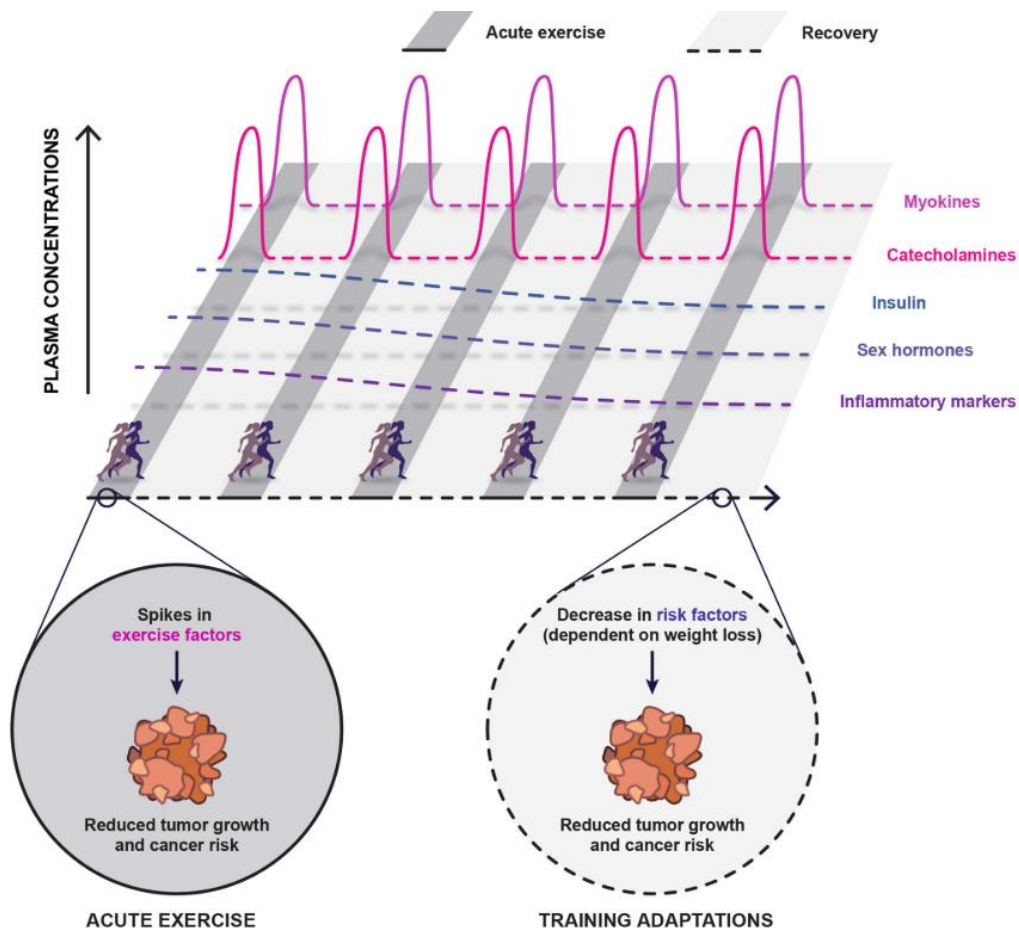 Acute exercise
Recovery
PLASMA CONCENTRATIONS
Myokines
Catecholamines
Insulin
Sex hormones
Inflammatory markers
Spikes in
exercise factors
Reduced tumor growth
and cancer risk
ACUTE EXERCISE
Decrease in risk factors
(dependent on weight loss)
Reduced tumor growth
and cancer risk
TRAINING ADAPTATIONS